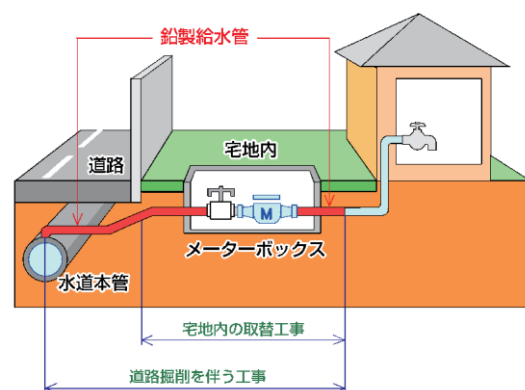 鉛製給水管
道路
宅地内
M
メーターボックス
水道本管
宅地内の取替工事
道路掘削を伴う工事